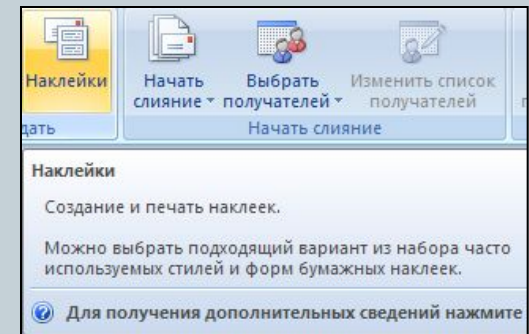 Наклейки
Начать слияние
Выбрать получателей
Изменить список получателей
дать
Начать слияние
Наклейки
Создание и печать наклеек.
Можно выбрать подходящий вариант из набора часто
используемых стилей и форм бумажных наклеек.
Для получения дополнительных сведений нажмите